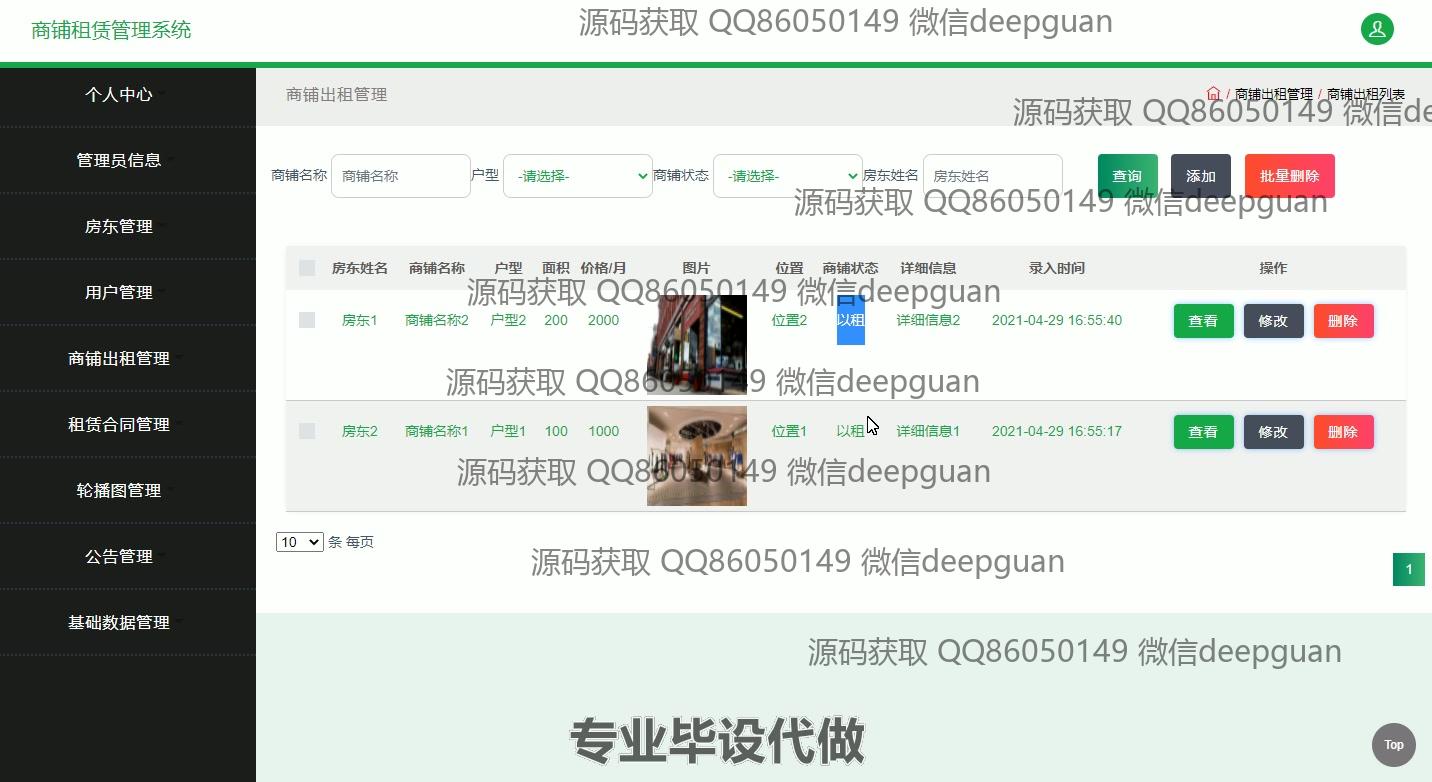 商铺租赁管理系统
源码获取 QQ86050149 微信deepguan
个人中心
管理员信息
房东管理
用户管理
商铺出租管理
租赁合同管理
轮播图管理
公告管理
基础数据管理
商铺出租管理
/ 商铺出租管理 / 商铺出租列表
源码获取 QQ86050149 微信de
商铺名称 商铺名称 户型 -请选择- 商铺状态 -请选择- 房东姓名 房东姓名 查询 添加 批量删除
源码获取 QQ86050149 微信deepguan
房东姓名 商铺名称 户型 面积 价格/月 图片 位置 商铺状态 详细信息 录入时间 操作
源码获取 QQ86050149 微信deepguan
房东1 商铺名称2 户型2 200 2000 位置2 以租 详细信息2 2021-04-29 16:55:40 查看 修改 删除
源码获取 QQ86050149 微信deepguan
房东2 商铺名称1 户型1 100 1000 位置1 以租 详细信息1 2021-04-29 16:55:17 查看 修改 删除
源码获取 QQ86050149 微信deepguan
10 条 每页
源码获取 QQ86050149 微信deepguan
1
源码获取 QQ86050149 微信deepguan
专业毕设代做
Top